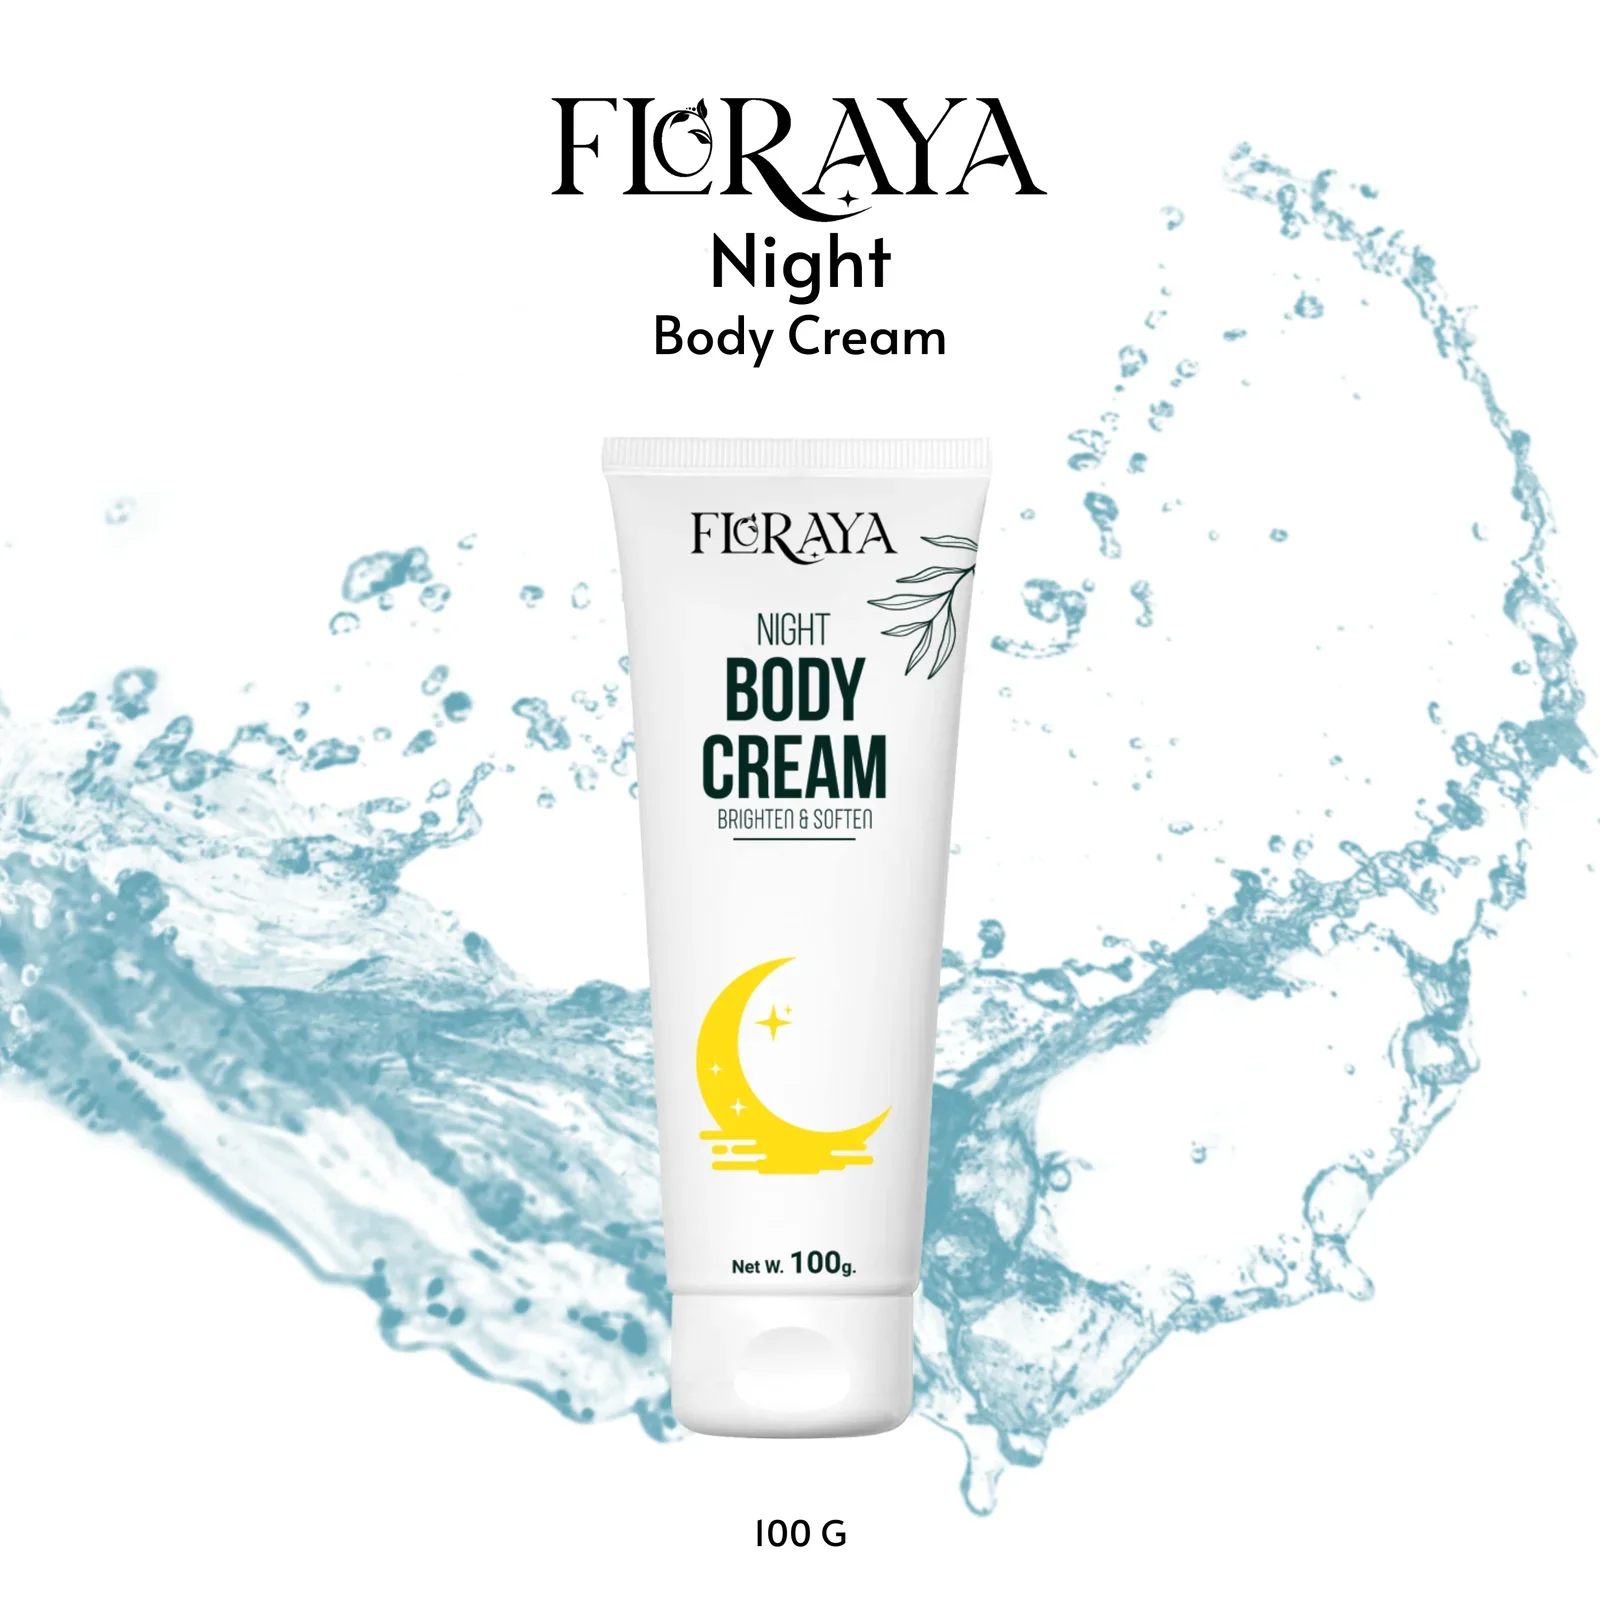 FLORAYA
Night
Body Cream
FLORAYA
NIGHT
BODY
CREAM
BRIGHTEN & SOFTEN
Net W. 100g.
100 G